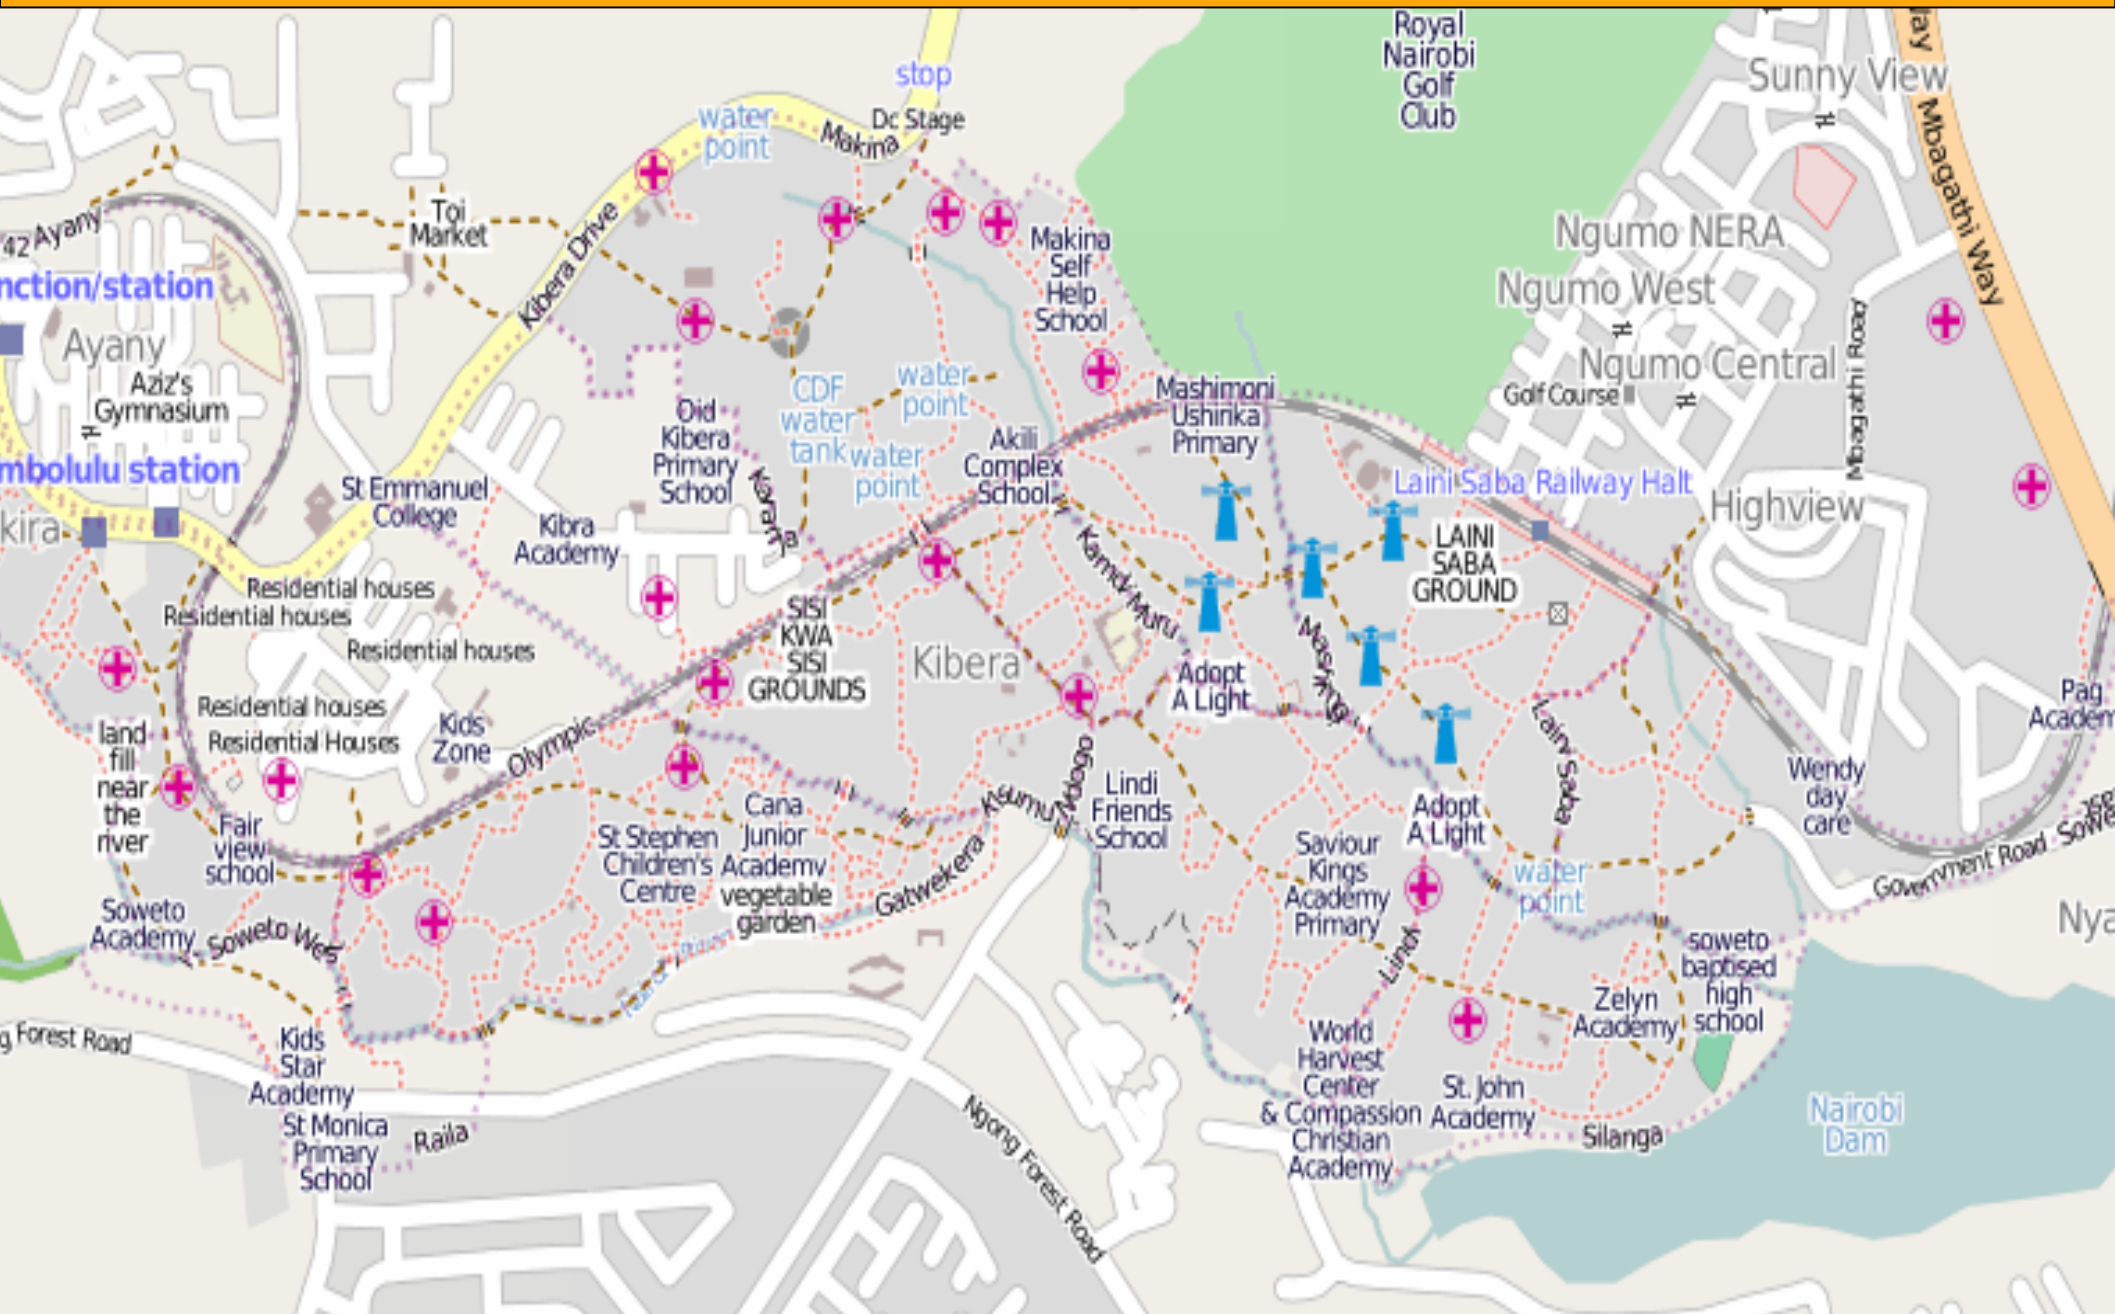 Royal
Nairobi
Golf
Club
Sunny View
stop
Dc Stage
Makina
water
point
Mbagathi Way
Toi
Market
42 Ayany
Kibera Drive
Makina
Self
Help
School
Ngumo NERA
Ngumo West
Ngumo Central
Golf Course
Mbagathi Road
nction/station
Ayany
Aziz's
Gymnasium
mbolulu station
kira
CDF
water
tank
water
point
water
point
Old
Kibera
Primary
School
Karanja
Akili
Complex
School
Mashimoni
Ushirika
Primary
Laini Saba Railway Halt
Highview
St Emmanuel
College
Kibra
Academy
LAINI
SABA
GROUND
Residential houses
Residential houses
Residential houses
Residential houses
Residential Houses
SISI
KWA
SISI
GROUNDS
Kibera
Kamdi Muru
Adopt
A Light
Laini Saba
Pag
Academ
land
fill
near
the
river
Kids
Zone
Olympic
Wendy
day
care
Fair
view
school
St Stephen
Children's
Centre
Cana
Junior
Academy
vegetable
garden
Kisumu Ndogo
Gatwekera
Lindi
Friends
School
Adopt
A Light
Saviour
Kings
Academy
Primary
water
point
Government Road
Nya
Soweto
Academy
Soweto Wes
Lindi
soweto
baptised
high
school
Zelyn
Academy
g Forest Road
Kids
Star
Academy
St Monica
Primary
School
Raila
Ngong Forest Road
World
Harvest
Center
& Compassion
Christian
Academy
St. John
Academy
Silanga
Nairobi
Dam